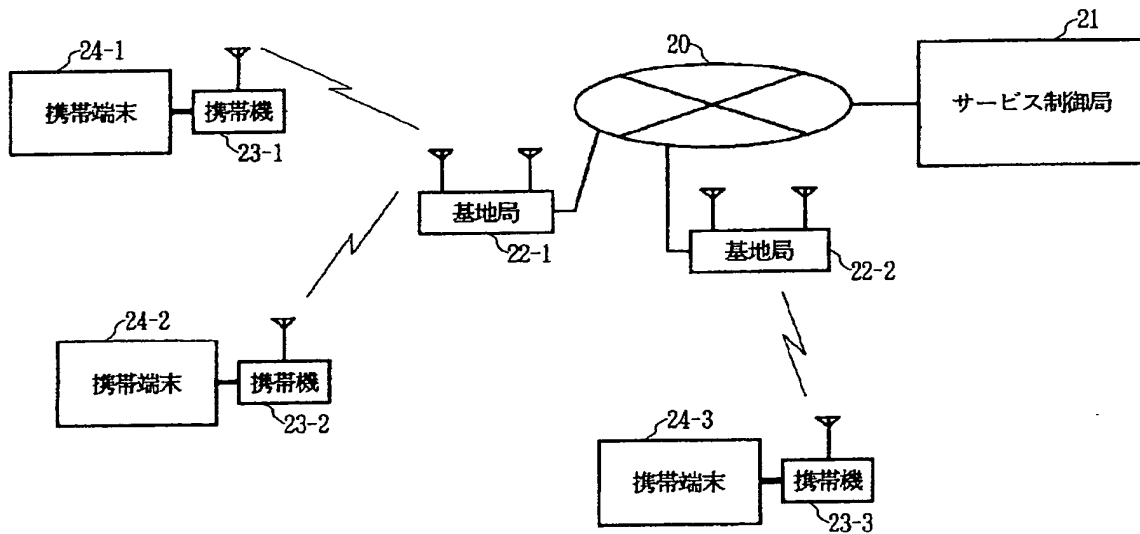 24-1
携帯端末
携帯機
23-1
20
21
サービス制御局
基地局
22-1
基地局
22-2
24-2
携帯端末
携帯機
23-2
24-3
携帯端末
携帯機
23-3